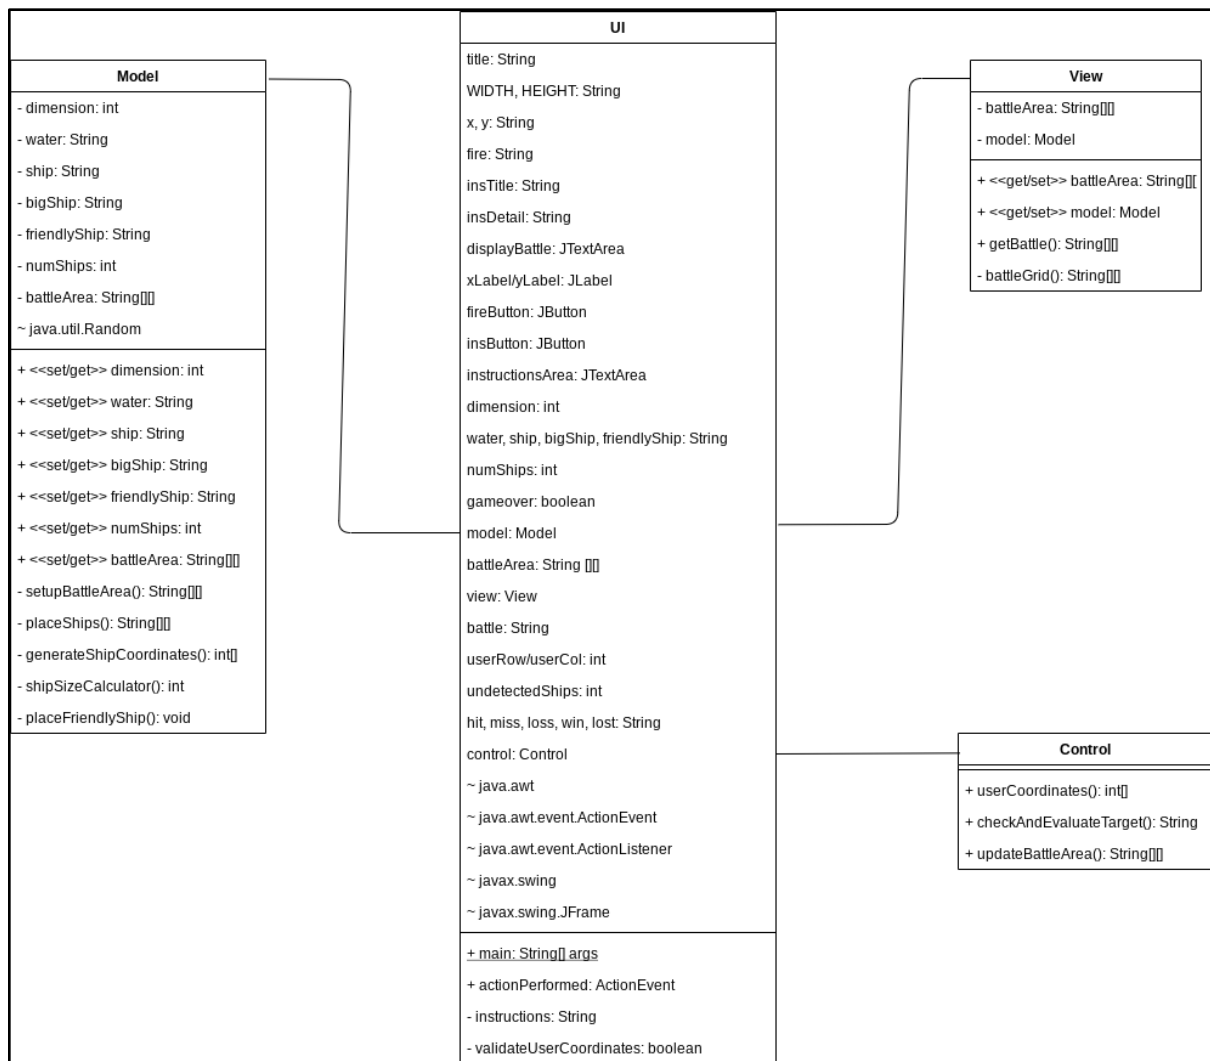 Model
- dimension: int
- water: String
- ship: String
- bigShip: String
- friendlyShip: String
- numShips: int
- battleArea: String[][]
~ java.util.Random
+ <<set/get>> dimension: int
+ <<set/get>> water: String
+ <<set/get>> ship: String
+ <<set/get>> bigShip: String
+ <<set/get>> friendlyShip: String
+ <<set/get>> numShips: int
+ <<set/get>> battleArea: String[][]
- setupBattleArea(): String[][]
- placeShips(): String[][]
- generateShipCoordinates(): int[]
- shipSizeCalculator(): int
- placeFriendlyShip(): void
UI
title: String
WIDTH, HEIGHT: String
x, y: String
fire: String
insTitle: String
insDetail: String
displayBattle: JTextArea
xLabel/yLabel: JLabel
fireButton: JButton
insButton: JButton
instructionsArea: JTextArea
dimension: int
water, ship, bigShip, friendlyShip: String
numShips: int
gameover: boolean
model: Model
battleArea: String [][]
view: View
battle: String
userRow/userCol: int
undetectedShips: int
hit, miss, loss, win, lost: String
control: Control
~ java.awt
~ java.awt.event.ActionEvent
~ java.awt.event.ActionListener
~ javax.swing
~ javax.swing.JFrame
+ main: String[] args
+ actionPerformed: ActionEvent
- instructions: String
- validateUserCoordinates: boolean
View
- battleArea: String[][]
- model: Model
+ <<get/set>> battleArea: String[][
+ <<get/set>> model: Model
+ getBattle(): String[][]
- battleGrid(): String[][]
Control
+ userCoordinates(): int[]
+ checkAndEvaluateTarget(): String
+ updateBattleArea(): String[][]